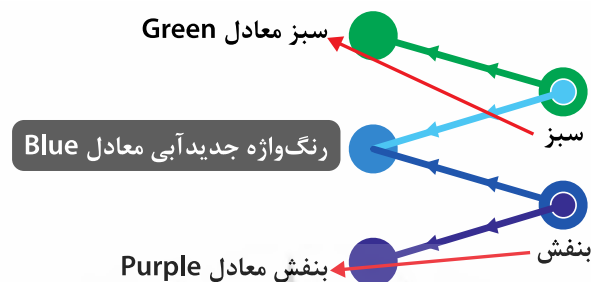 سبز معادل Green
سبز
رنگ‌واژه جدیدآبی معادل Blue
بنفش
بنفش معادل Purple